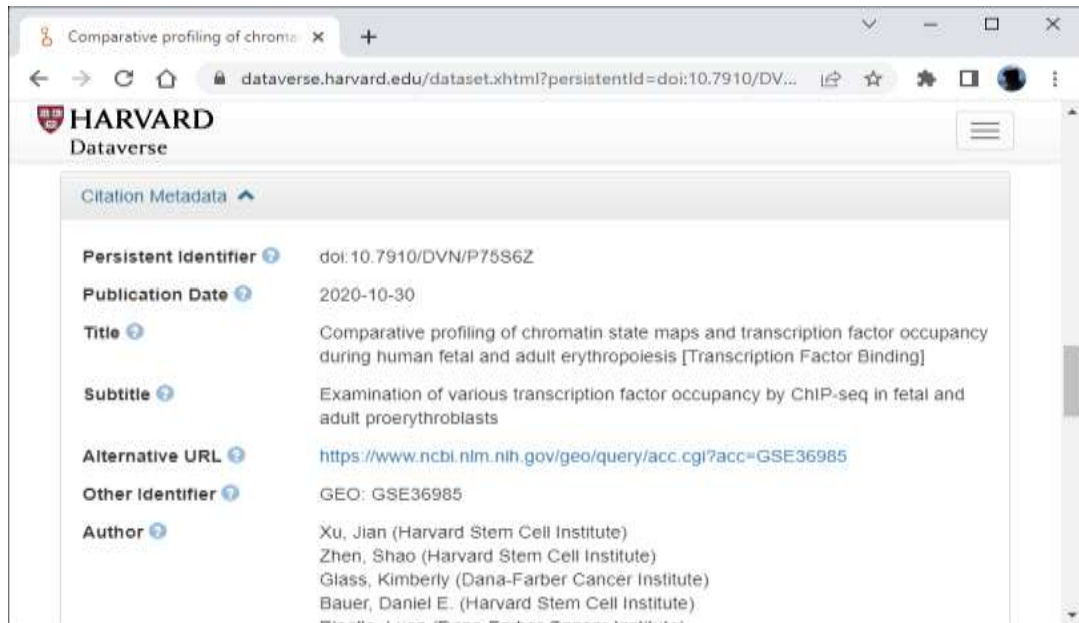 Comparative profiling of chroma
dataverse.harvard.edu/dataset.xhtml?persistentId=doi:10.7910/DV...
HARVARD
Dataverse
Citation Metadata
Persistent Identifier doi:10.7910/DVN/P75S6Z
Publication Date 2020-10-30
Title Comparative profiling of chromatin state maps and transcription factor occupancy
during human fetal and adult erythropoiesis [Transcription Factor Binding]
Subtitle Examination of various transcription factor occupancy by ChIP-seq in fetal and
adult proerythroblasts
Alternative URL https://www.ncbi.nlm.nih.gov/geo/query/acc.cgi?acc=GSE36985
Other Identifier GEO: GSE36985
Author Xu, Jian (Harvard Stem Cell Institute)
Zhen, Shao (Harvard Stem Cell Institute)
Glass, Kimberly (Dana-Farber Cancer Institute)
Bauer, Daniel E. (Harvard Stem Cell Institute)